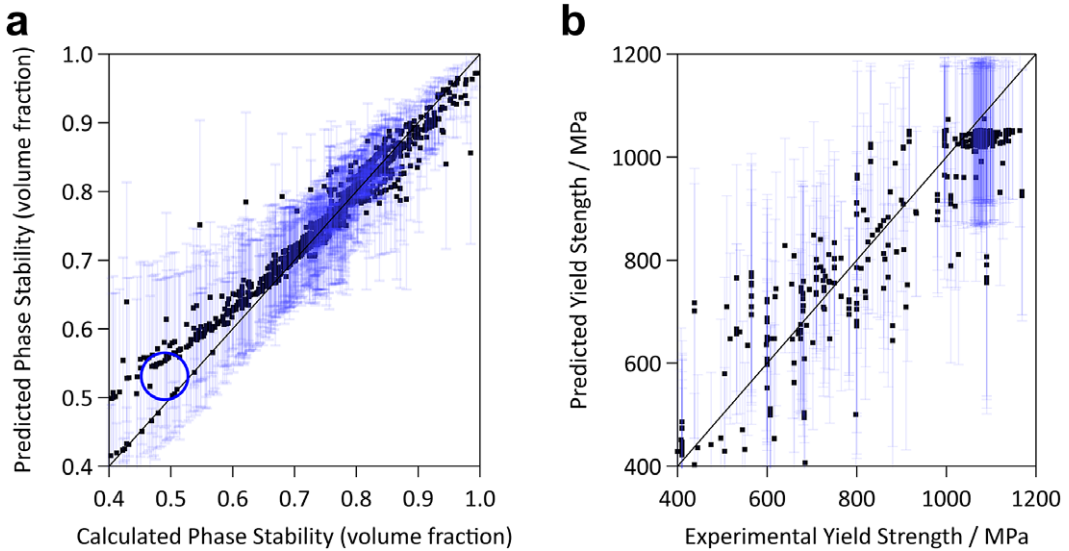 a
b
Predicted Phase Stability (volume fraction)
1.0
0.9
0.8
0.7
0.6
0.5
0.4
0.4 0.5 0.6 0.7 0.8 0.9 1.0
Calculated Phase Stability (volume fraction)
Predicted Yield Stength / MPa
1200
1000
800
600
400
400 600 800 1000 1200
Experimental Yield Strength / MPa